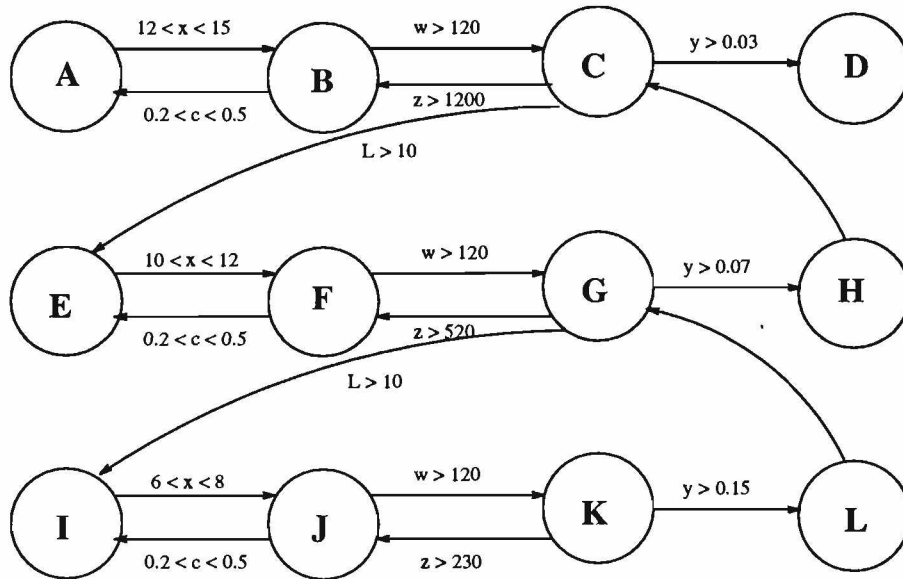 12 < x < 15
w > 120
y > 0.03
A
B
C
D
0.2 < c < 0.5
z > 1200
L > 10
10 < x < 12
w > 120
y > 0.07
E
F
G
H
0.2 < c < 0.5
z > 520
L > 10
6 < x < 8
w > 120
y > 0.15
I
J
K
L
0.2 < c < 0.5
z > 230